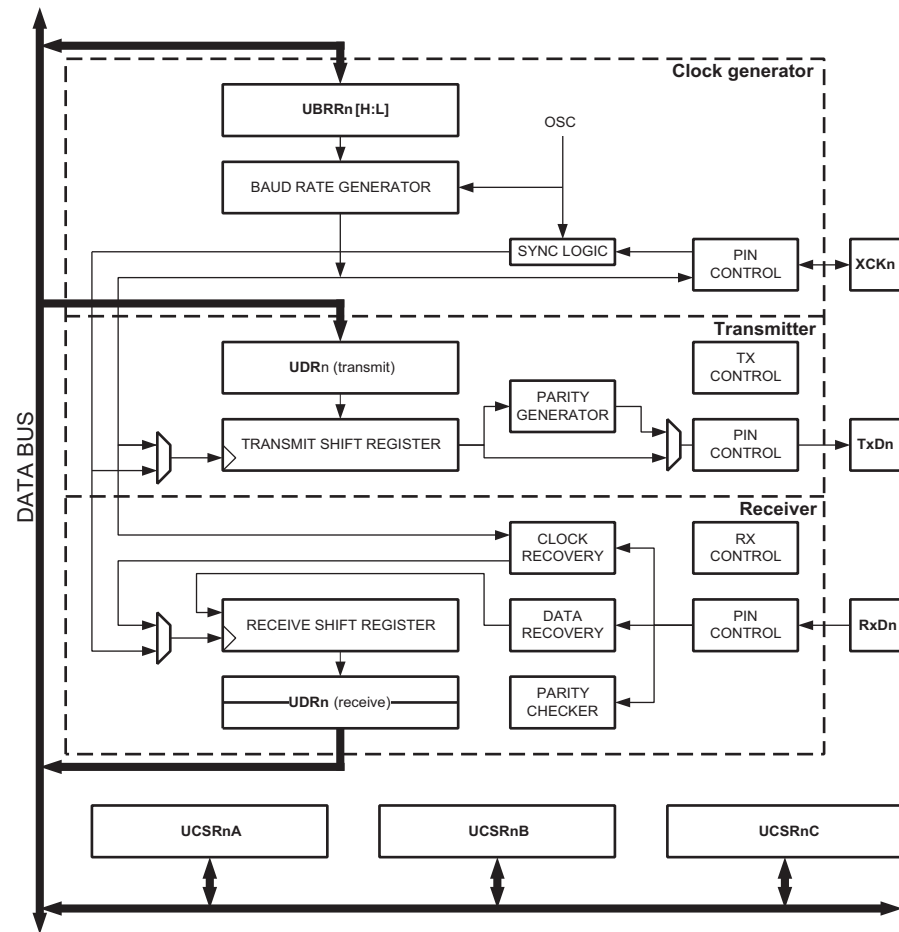 Clock generator
UBRRn [H:L]
OSC
BAUD RATE GENERATOR
SYNC LOGIC
PIN
CONTROL
XCKn
Transmitter
UDRn (transmit)
TX
CONTROL
PARITY
GENERATOR
TRANSMIT SHIFT REGISTER
PIN
CONTROL
TxDn
DATA BUS
Receiver
CLOCK
RECOVERY
RX
CONTROL
RECEIVE SHIFT REGISTER
DATA
RECOVERY
PIN
CONTROL
RxDn
UDRn (receive)
PARITY
CHECKER
UCSRnA
UCSRnB
UCSRnC